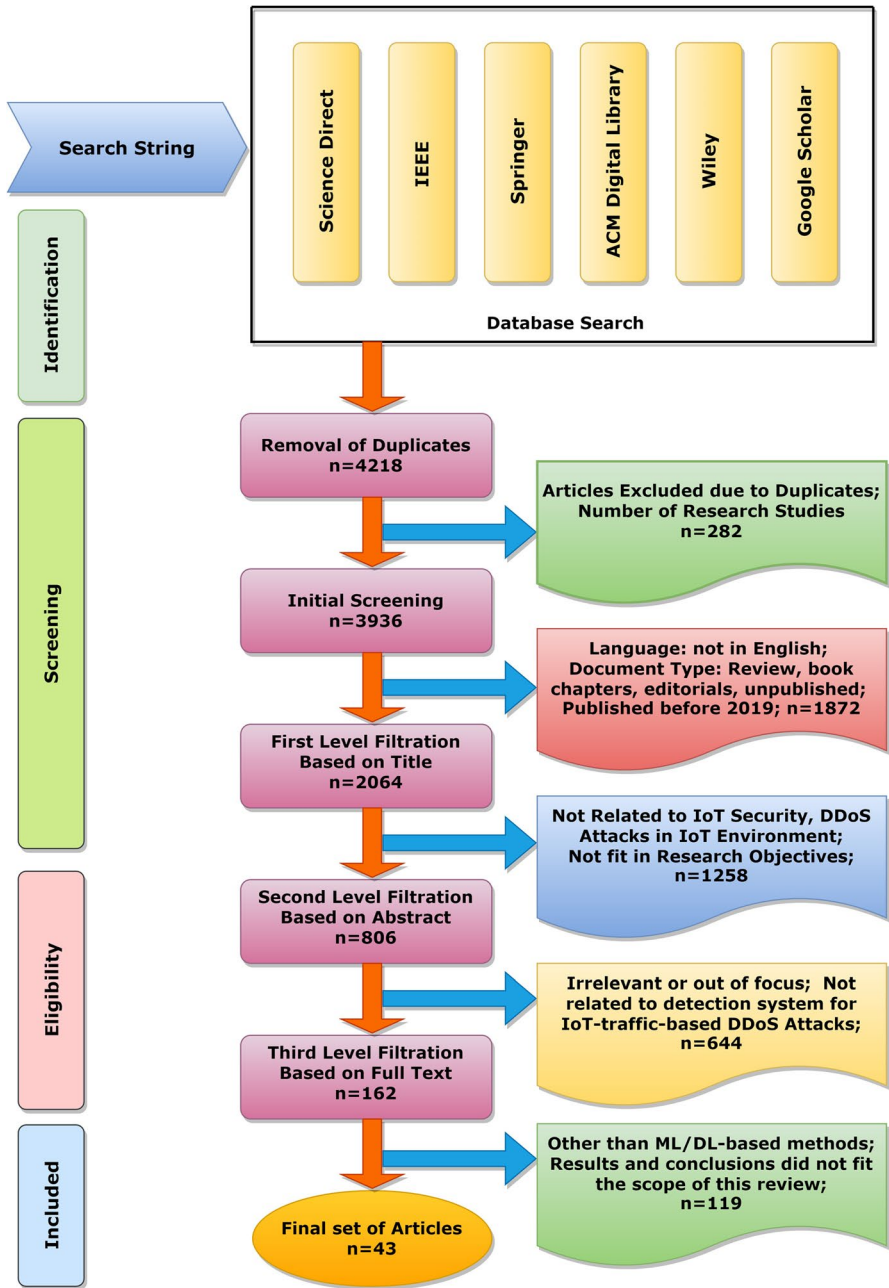 Search String
Science Direct
IEEE
Springer
ACM Digital Library
Wiley
Google Scholar
Database Search
Identification
Removal of Duplicates
n=4218
Articles Excluded due to Duplicates;
Number of Research Studies
n=282
Screening
Initial Screening
n=3936
Language: not in English;
Document Type: Review, book
chapters, editorials, unpublished;
Published before 2019; n=1872
First Level Filtration
Based on Title
n=2064
Not Related to IoT Security, DDoS
Attacks in IoT Environment;
Not fit in Research Objectives;
n=1258
Eligibility
Second Level Filtration
Based on Abstract
n=806
Irrelevant or out of focus; Not
related to detection system for
IoT-traffic-based DDoS Attacks;
n=644
Third Level Filtration
Based on Full Text
n=162
Other than ML/DL-based methods;
Results and conclusions did not fit
the scope of this review;
n=119
Included
Final set of Articles
n=43